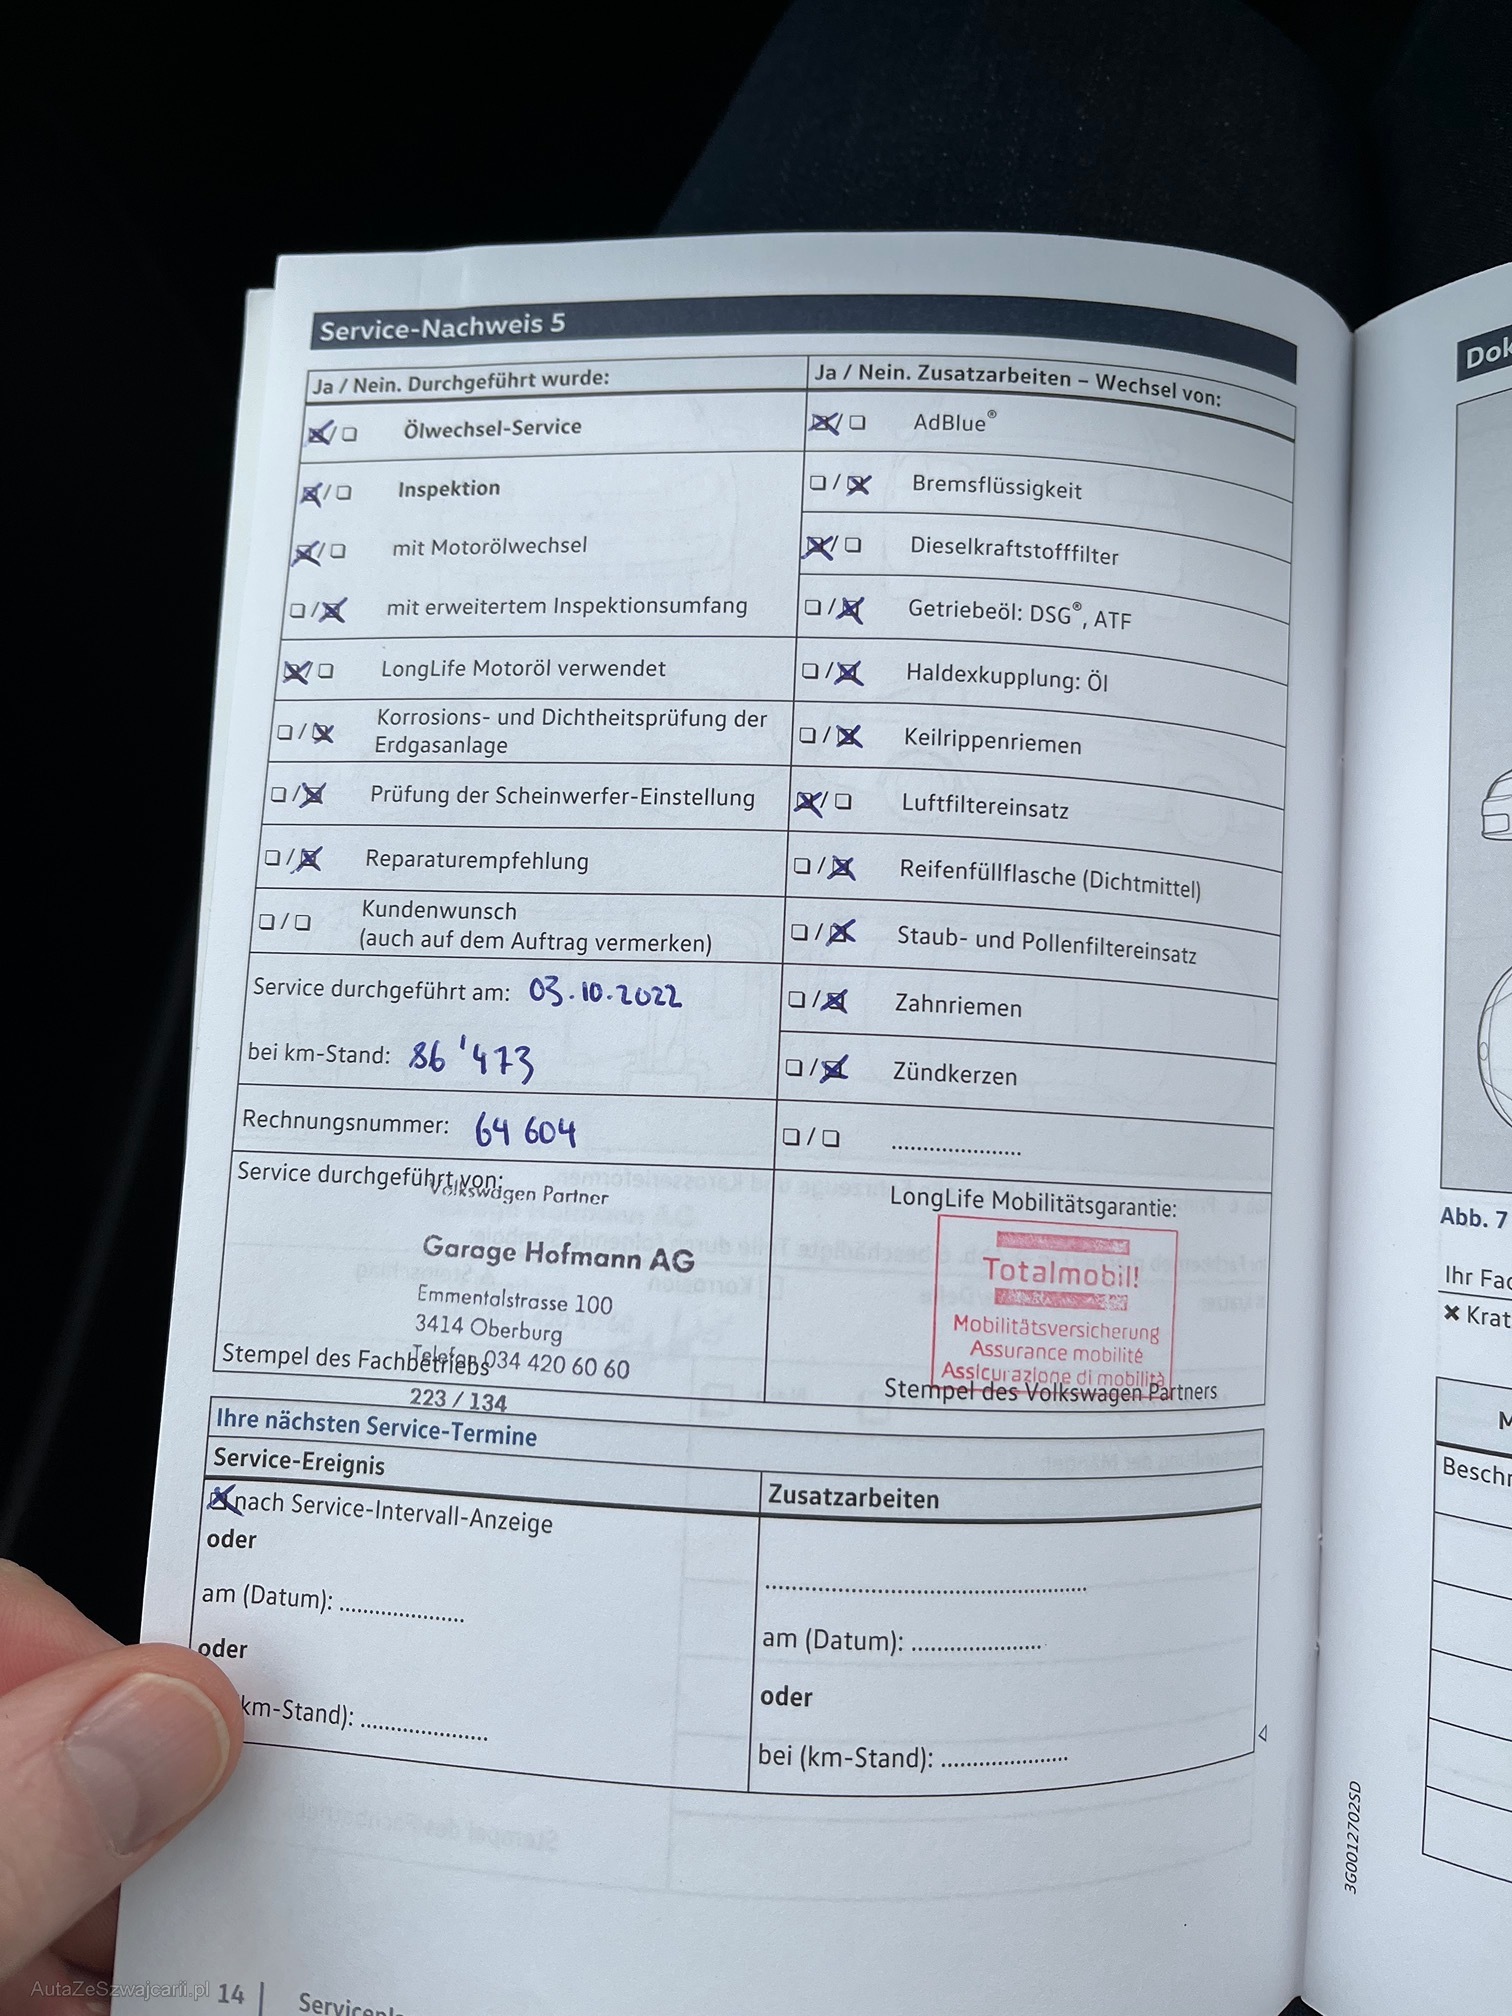 Service-Nachweis 5
Ja / Nein. Durchgeführt wurde:
☒/☐ Ölwechsel-Service
☒/☐ Inspektion
☒/☐ mit Motorölwechsel
☐/☒ mit erweitertem Inspektionsumfang
☒/☐ LongLife Motoröl verwendet
☐/☒ Korrosions- und Dichtheitsprüfung der
Erdgasanlage
☐/☒ Prüfung der Scheinwerfer-Einstellung
☐/☒ Reparaturempfehlung
☐/☐ Kundenwunsch
(auch auf dem Auftrag vermerken)
Service durchgeführt am: 03.10.2022
bei km-Stand: 86'473
Rechnungsnummer: 64 604
Service durchgeführt von:
Volkswagen Partner
Garage Hofmann AG
Emmentalstrasse 100
3414 Oberburg
Telefon 034 420 60 60
Stempel des Fachbetriebs
223 / 134
Ja / Nein. Zusatzarbeiten – Wechsel von:
☒/☐ AdBlue®
☐/☒ Bremsflüssigkeit
☒/☐ Dieselkraftstofffilter
☐/☒ Getriebeöl: DSG®, ATF
☐/☒ Haldexkupplung: Öl
☐/☒ Keilrippenriemen
☒/☐ Luftfiltereinsatz
☐/☒ Reifenfüllflasche (Dichtmittel)
☐/☒ Staub- und Pollenfiltereinsatz
☐/☒ Zahnriemen
☐/☒ Zündkerzen
☐/☐ ......................
LongLife Mobilitätsgarantie:
Totalmobil!
Mobilitätsversicherung
Assurance mobilité
Assicurazione di mobilità
Stempel des Volkswagen Partners
Ihre nächsten Service-Termine
Service-Ereignis
☒ nach Service-Intervall-Anzeige
oder
am (Datum): ......................
oder
km-Stand): ......................
Zusatzarbeiten
......................................................
am (Datum): ......................
oder
bei (km-Stand): ......................
3G0012702SD
14
Abb. 7
Ihr Fac
✖ Krat
AutaZeSzwajcarii.pl